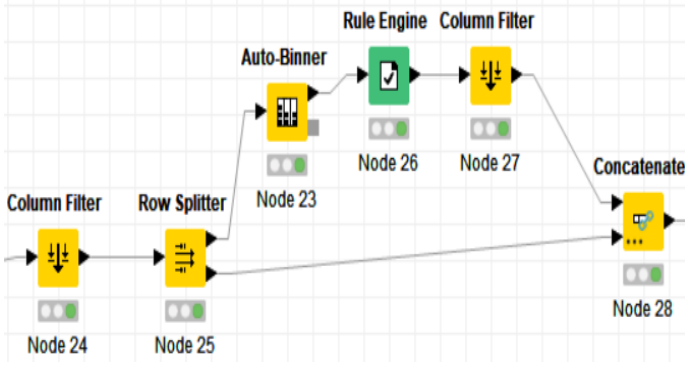 Rule Engine
Column Filter
Auto-Binner
Node 26
Node 27
Concatenate
Column Filter
Row Splitter
Node 23
Node 28
Node 24
Node 25